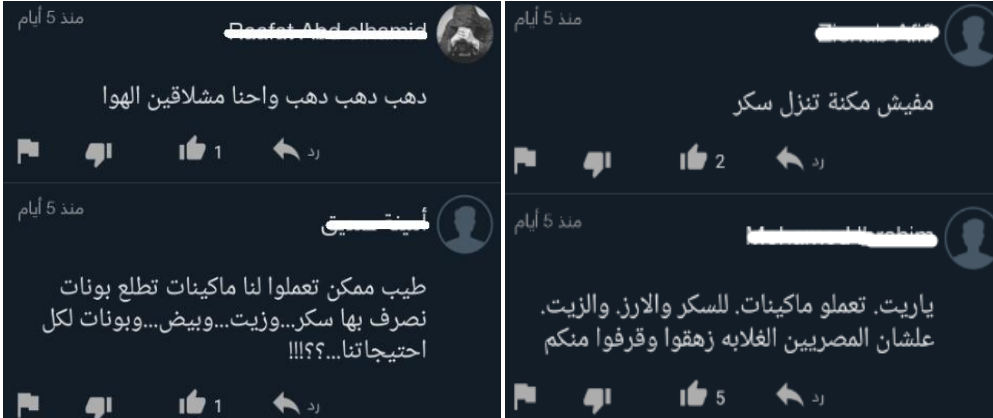 منذ 5 أيام
دهب دهب دهب واحنا مشلاقين الهوا
1
رد
منذ 5 أيام
طيب ممكن تعملوا لنا ماكينات تطلع بونات
نصرف بها سكر...وزيت...وبيض...وبونات لكل
احتيجاتنا...؟؟!!!
1
رد
منذ 5 أيام
مفيش مكنة تنزل سكر
2
رد
منذ 5 أيام
ياريت. تعملو ماكينات. للسكر والارز. والزيت.
علشان المصريين الغلابه زهقوا وقرفوا منكم
5
رد